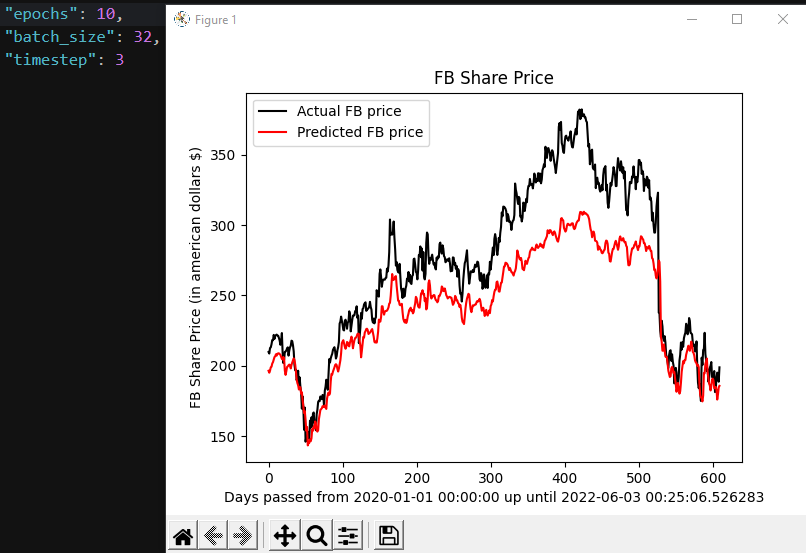 "epochs": 10,
"batch_size": 32,
"timestep": 3
Figure 1
FB Share Price
Actual FB price
Predicted FB price
FB Share Price (in american dollars $)
350
300
250
200
150
0 100 200 300 400 500 600
Days passed from 2020-01-01 00:00:00 up until 2022-06-03 00:25:06.526283